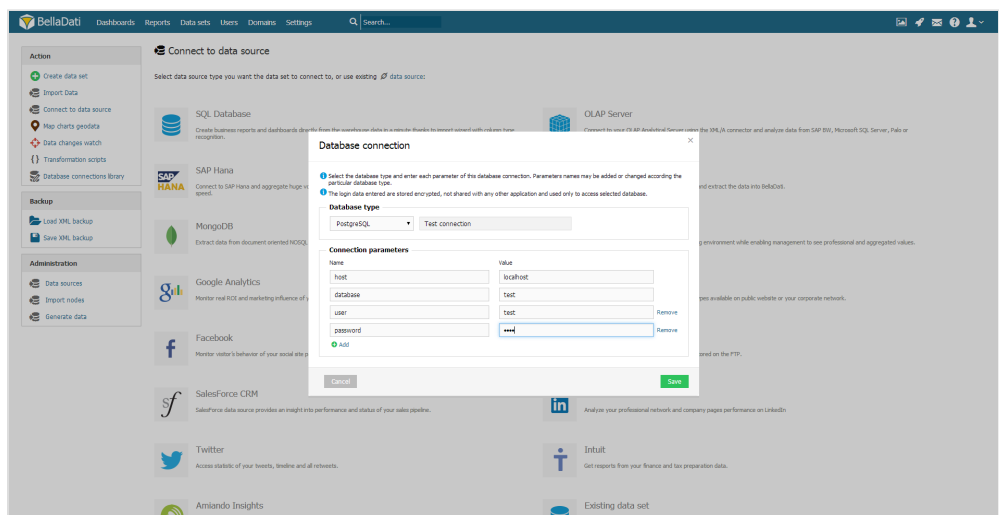 BellaDati Dashboards Reports Data sets Users Domains Settings Search...
Action
Create data set
Import Data
Connect to data source
Map charts geodata
Data changes watch
Transformation scripts
Database connections library
Backup
Load XML backup
Save XML backup
Administration
Data sources
Import nodes
Generate data
Connect to data source
Select data source type you want the data set to connect to, or use existing data source:
SQL Database
Create business reports and dashboards directly from the warehouse data in a minute thanks to import wizard with column type
recognition.
OLAP Server
Connect to your OLAP Analytical Server using the XML/A connector and analyze data from SAP BW, Microsoft SQL Server, Palo or
SAP HANA
SAP Hana
Connect to SAP Hana and aggregate huge
speed.
and extract the data into BellaDati.
MongoDB
Extract data from document oriented NOSQL
environment while enabling management to see professional and aggregated values.
Google Analytics
Monitor real ROI and marketing influence of
types available on public website or your corporate network.
Facebook
Monitor visitor's behavior of your social site
stored on the FTP.
SalesForce CRM
SalesForce data source provides an insight into performance and status of your sales pipeline.
Analyze your professional network and company pages performance on LinkedIn
Twitter
Access statistic of your tweets, timeline and all retweets.
Intuit
Get resports from your finance and tax preparation data.
Amiando Insights
Existing data set
Database connection
Select the database type and enter each parameter of this database connection. Parameters names may be added or changed according the
particular database type.
The login data entered are stored encrypted, not shared with any other application and used only to access selected database.
Database type
PostgreSQL Test connection
Connection parameters
Name Value
host localhost
database test
user test Remove
password •••• Remove
Add
Cancel Save